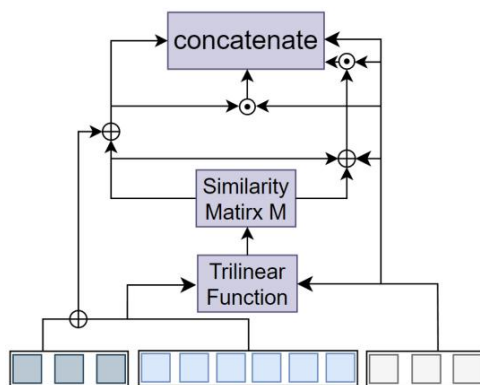 concatenate
Similarity
Matirx M
Trilinear
Function